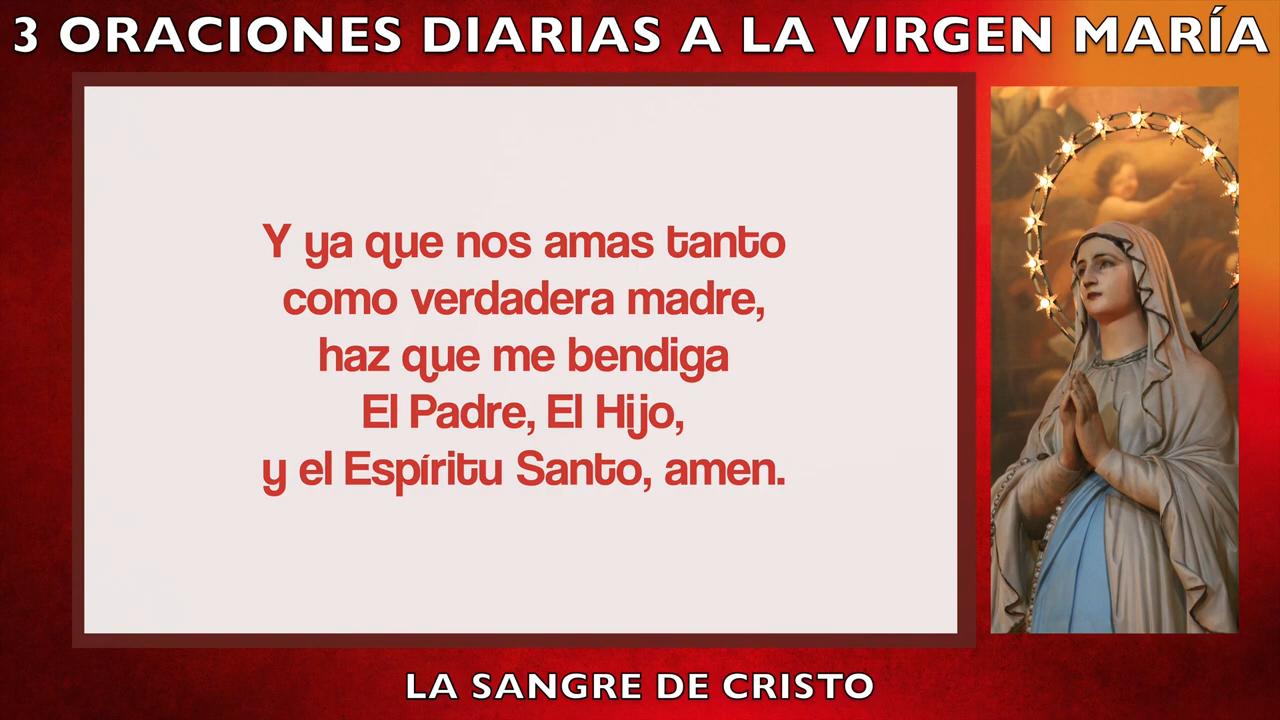 3 ORACIONES DIARIAS A LA VIRGEN MARÍA
Y ya que nos amas tanto
como verdadera madre,
haz que me bendiga
El Padre, El Hijo,
y el Espíritu Santo, amen.
LA SANGRE DE CRISTO